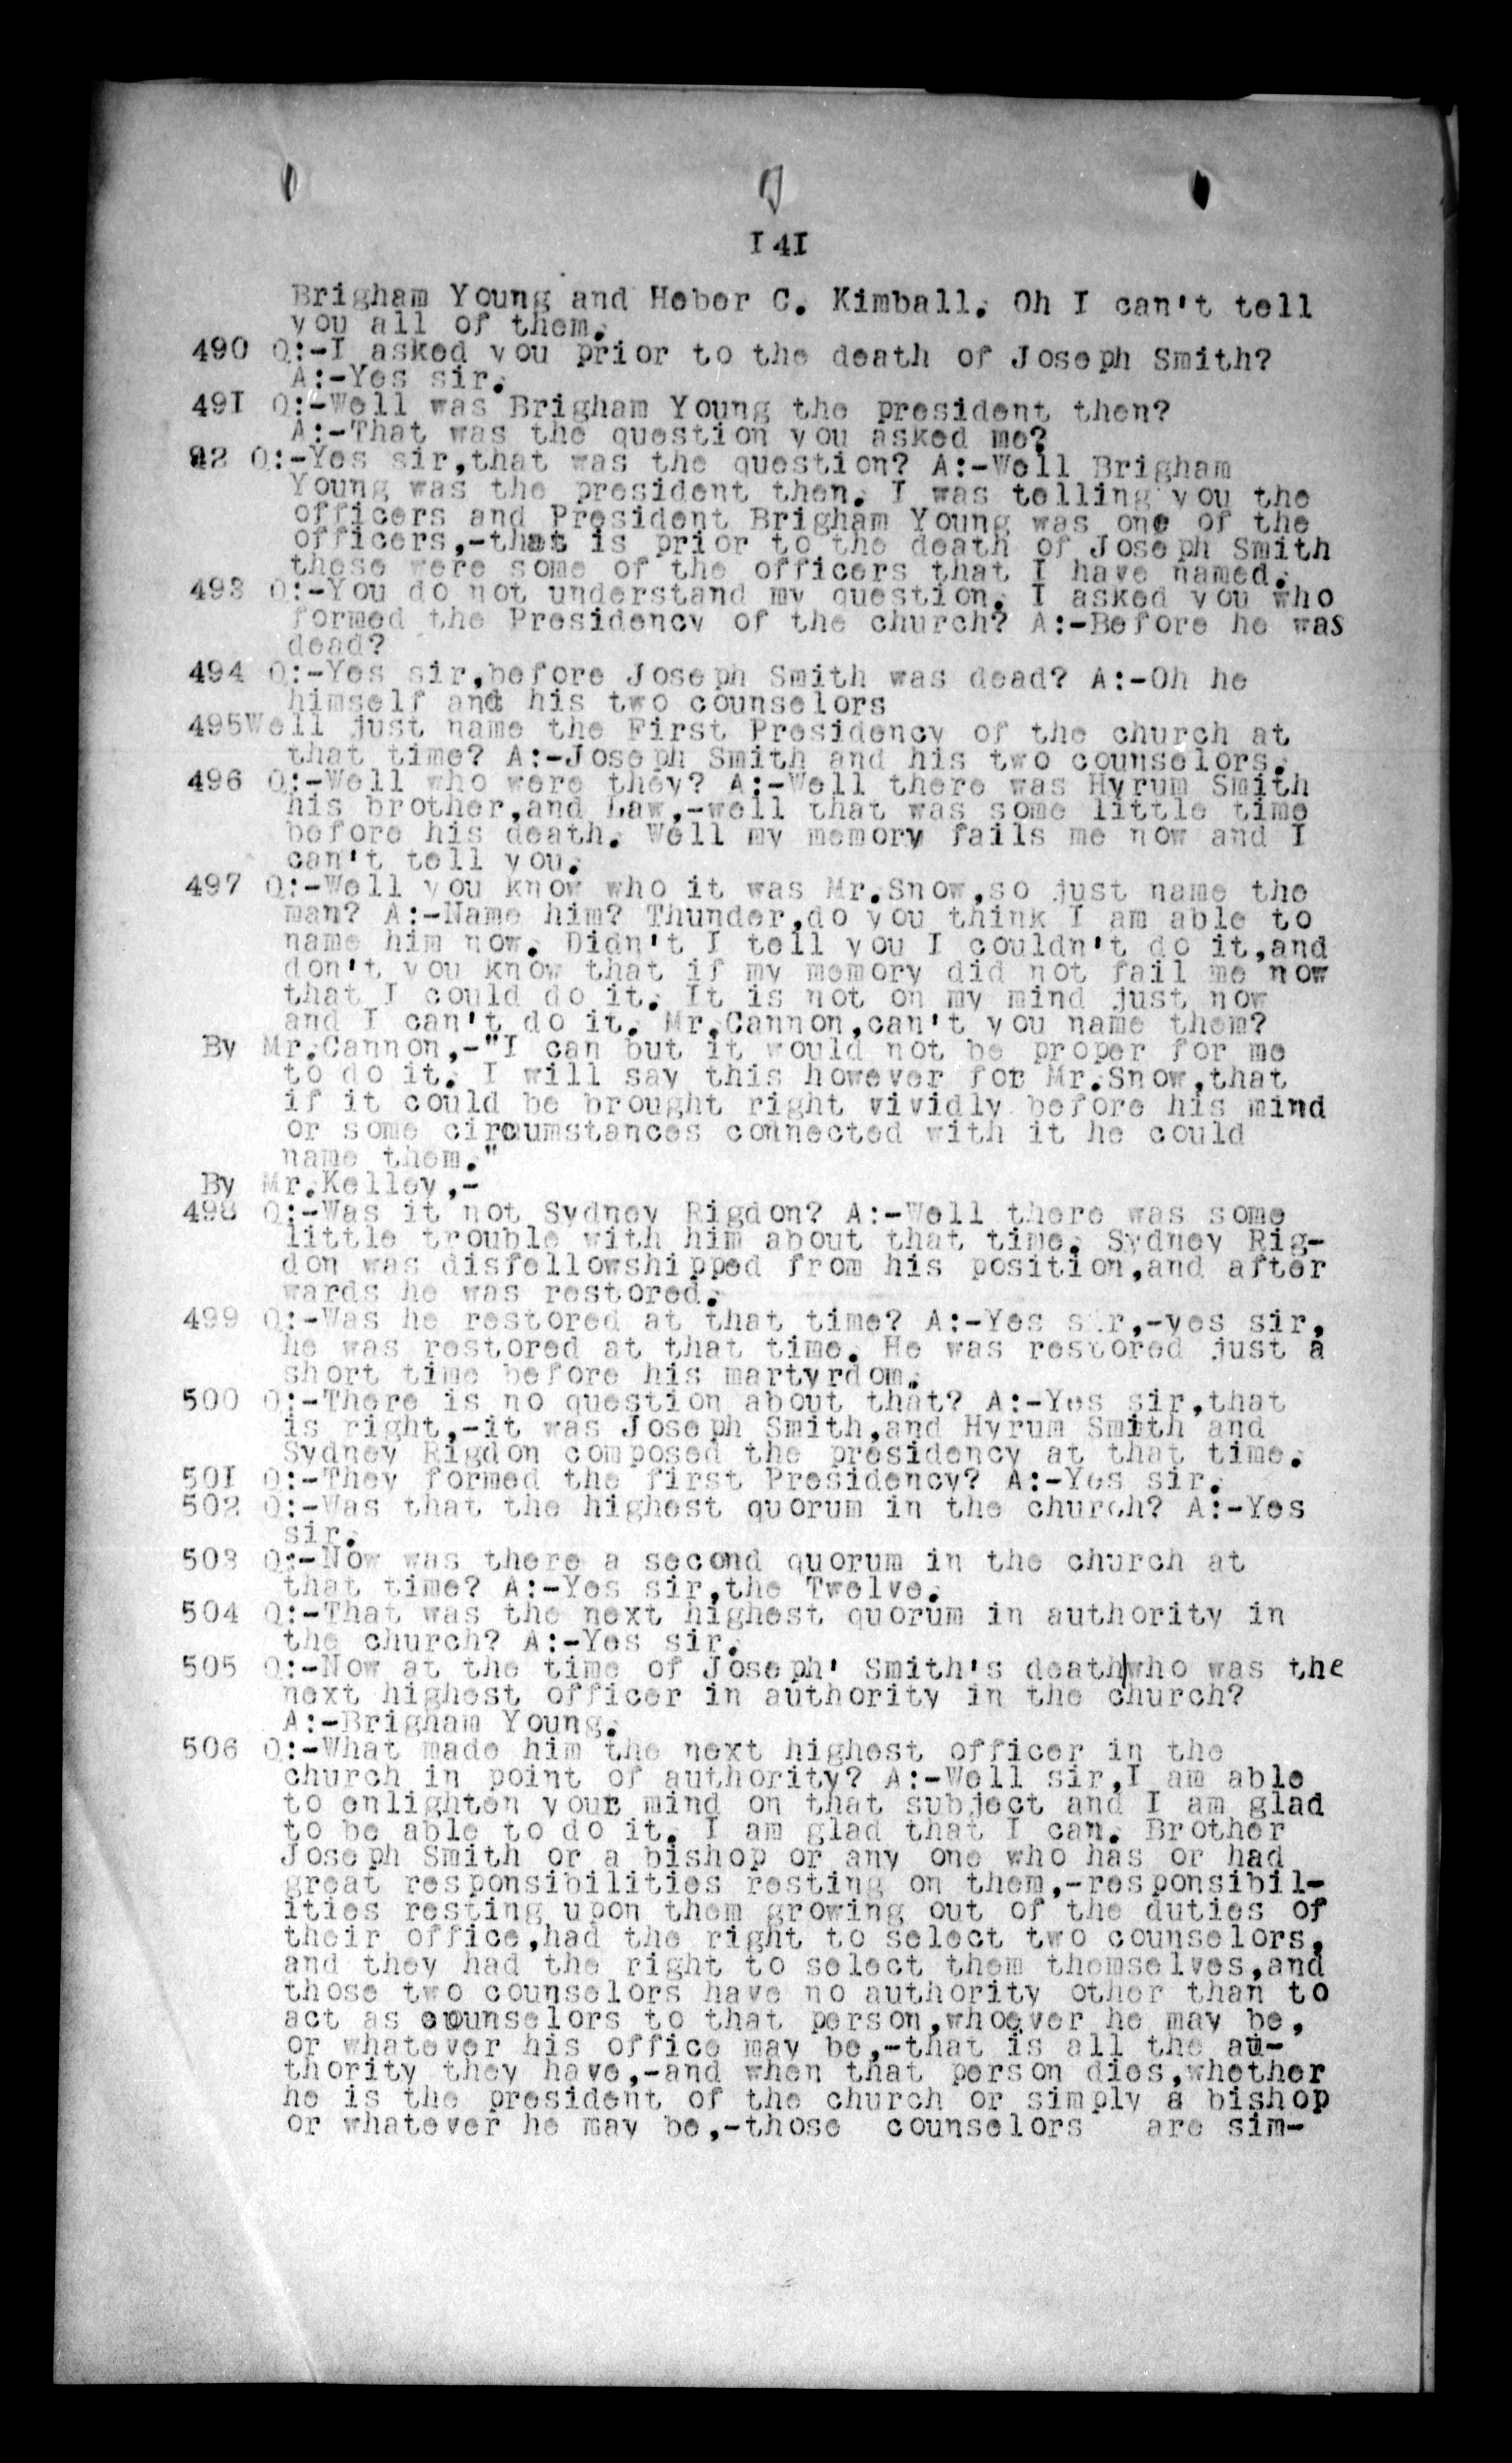 I4I
Brigham Young and Heber C. Kimball. Oh I can't tell
you all of them.
490 Q:-I asked you prior to the death of Joseph Smith?
A:-Yes sir.
49I Q:-Well was Brigham Young the president then?
A:-That was the question you asked me?
92 Q:-Yes sir,that was the question? A:-Well Brigham
Young was the president then. I was telling you the
officers and President Brigham Young was one of the
officers,-that is prior to the death of Joseph Smith
these were some of the officers that I have named.
493 Q:-You do not understand my question. I asked you who
formed the Presidency of the church? A:-Before he was
dead?
494 Q:-Yes sir,before Joseph Smith was dead? A:-Oh he
himself and his two counselors
495Well just name the First Presidency of the church at
that time? A:-Joseph Smith and his two counselors.
496 Q:-Well who were they? A:-Well there was Hyrum Smith
his brother,and Law,-well that was some little time
before his death. Well my memory fails me now and I
can't tell you.
497 Q:-Well you know who it was Mr.Snow,so just name the
man? A:-Name him? Thunder,do you think I am able to
name him now. Didn't I tell you I couldn't do it,and
don't you know that if my memory did not fail me now
that I could do it. It is not on my mind just now
and I can't do it. Mr.Cannon,can't you name them?
By Mr.Cannon,-"I can but it would not be proper for me
to do it. I will say this however for Mr.Snow,that
if it could be brought right vividly before his mind
or some circumstances connected with it he could
name them."
By Mr.Kelley,-
498 Q:-Was it not Sydney Rigdon? A:-Well there was some
little trouble with him about that time. Sydney Rig-
don was disfellowshipped from his position,and after
wards he was restored.
499 Q:-Was he restored at that time? A:-Yes sir,-yes sir,
he was restored at that time. He was restored just a
short time before his martyrdom.
500 Q:-There is no question about that? A:-Yes sir,that
is right,-it was Joseph Smith,and Hyrum Smith and
Sydney Rigdon composed the presidency at that time.
50I Q:-They formed the first Presidency? A:-Yes sir.
502 Q:-Was that the highest quorum in the church? A:-Yes
sir.
503 Q:-Now was there a second quorum in the church at
that time? A:-Yes sir,the Twelve.
504 Q:-That was the next highest quorum in authority in
the church? A:-Yes sir.
505 Q:-Now at the time of Joseph' Smith's death who was the
next highest officer in authority in the church?
A:-Brigham Young.
506 Q:-What made him the next highest officer in the
church in point of authority? A:-Well sir,I am able
to enlighten your mind on that subject and I am glad
to be able to do it. I am glad that I can. Brother
Joseph Smith or a bishop or any one who has or had
great responsibilities resting on them,-responsibil-
ities resting upon them growing out of the duties of
their office,had the right to select two counselors,
and they had the right to select them themselves,and
those two counselors have no authority other than to
act as counselors to that person,whoever he may be,
or whatever his office may be,-that is all the au-
thority they have,-and when that person dies,whether
he is the president of the church or simply a bishop
or whatever he may be,-those counselors are sim-